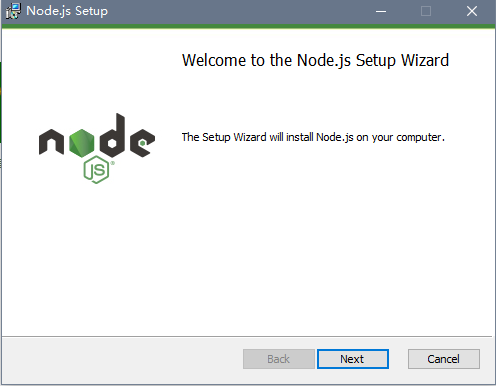 Node.js Setup
Welcome to the Node.js Setup Wizard
The Setup Wizard will install Node.js on your computer.
node
JS
Back
Next
Cancel